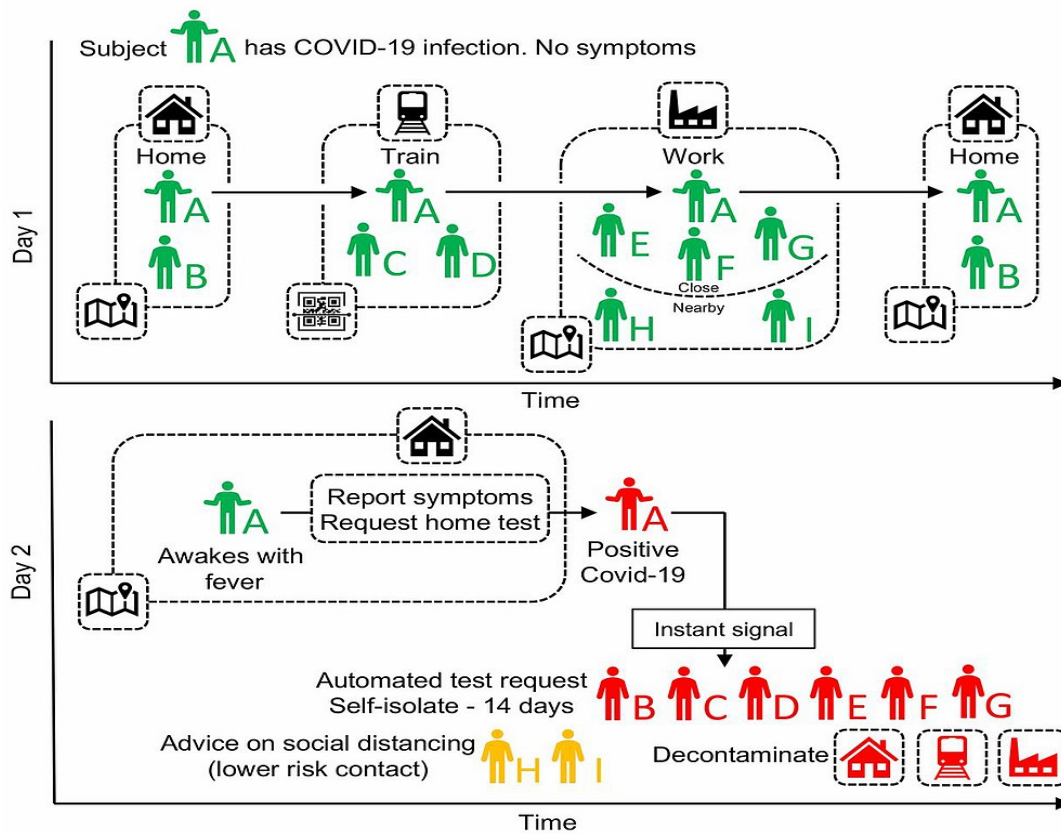 Subject A has COVID-19 infection. No symptoms
Day 1
Home
Train
Work
Home
A
A
A
A
B
C
D
E
F
G
B
Close
Nearby
H
I
Time
Day 2
Report symptoms
Request home test
A
A
Awakes with
fever
Positive
Covid-19
Instant signal
Automated test request
Self-isolate - 14 days
B C D E F G
Advice on social distancing
(lower risk contact)
H I
Decontaminate
Time